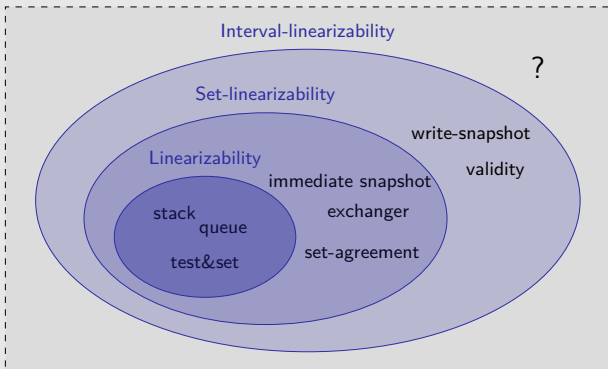 Interval-linearizability
?
Set-linearizability
write-snapshot
Linearizability
validity
immediate snapshot
stack
exchanger
queue
set-agreement
test&set